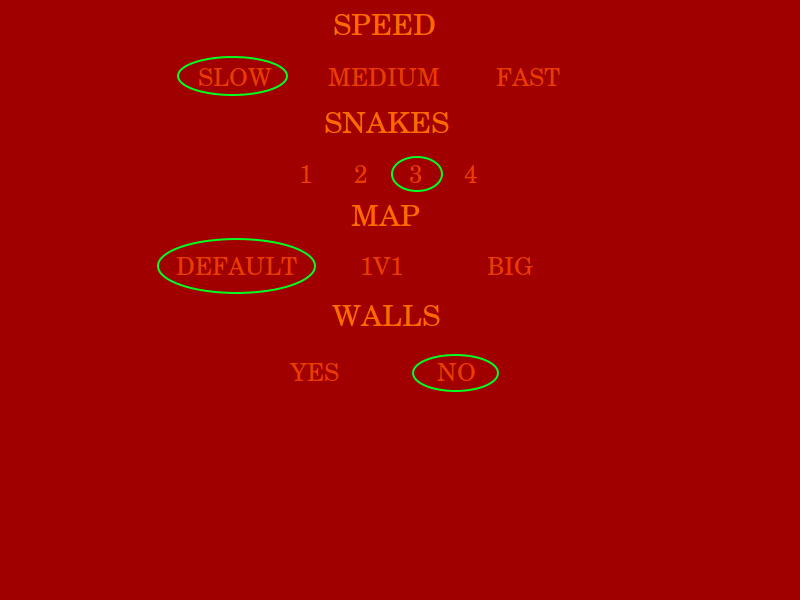 SPEED
SLOW MEDIUM FAST
SNAKES
1 2 3 4
MAP
DEFAULT 1V1 BIG
WALLS
YES NO